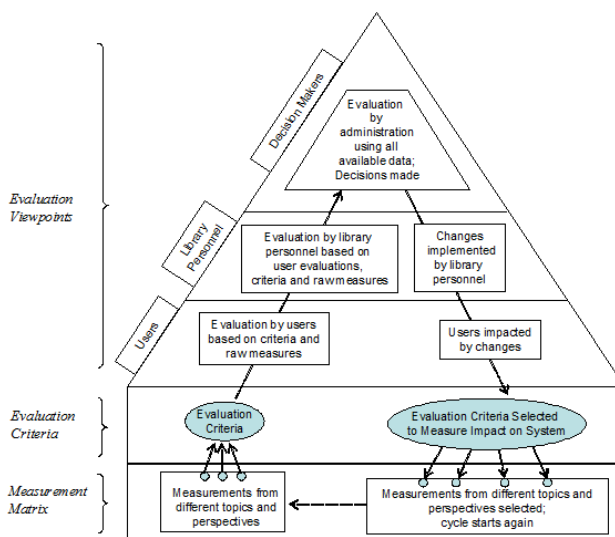 Decision Makers
Evaluation
by
administration
using all
available data;
Decisions made
Evaluation
Viewpoints
Library
Personnel
Evaluation by library
personnel based on
user evaluations,
criteria and raw measures
Changes
implemented
by library
personnel
Users
Evaluation by users
based on criteria and
raw measures
Users impacted
by changes
Evaluation
Criteria
Evaluation
Criteria
Evaluation Criteria Selected
to Measure Impact on System
Measurement
Matrix
Measurements from
different topics and
perspectives
Measurements from different topics and
perspectives selected;
cycle starts again